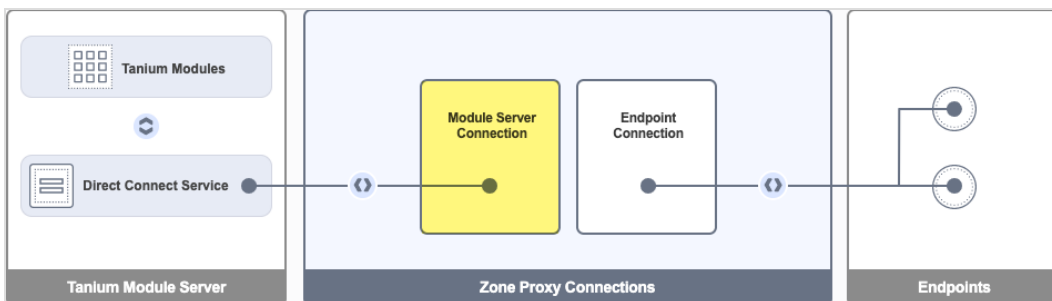 Tanium Modules
Direct Connect Service
Tanium Module Server
Module Server
Connection
Endpoint
Connection
Zone Proxy Connections
Endpoints